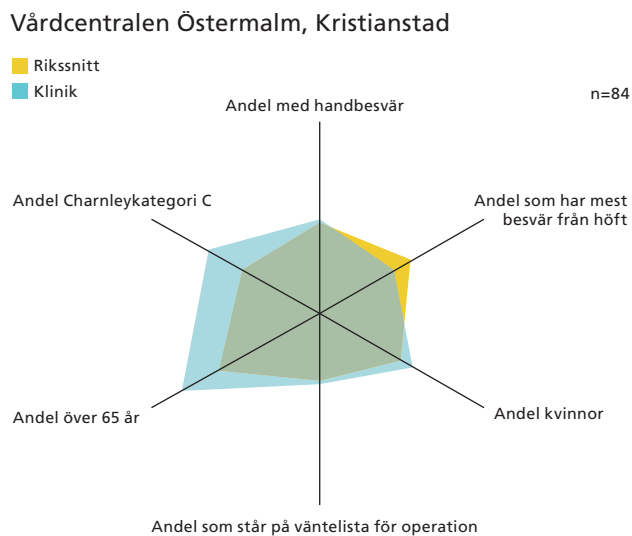 Vårdcentralen Östermalm, Kristianstad
Rikssnitt
Klinik
n=84
Andel med handbesvär
Andel Charnleykategori C
Andel som har mest
besvär från höft
Andel över 65 år
Andel kvinnor
Andel som står på väntelista för operation